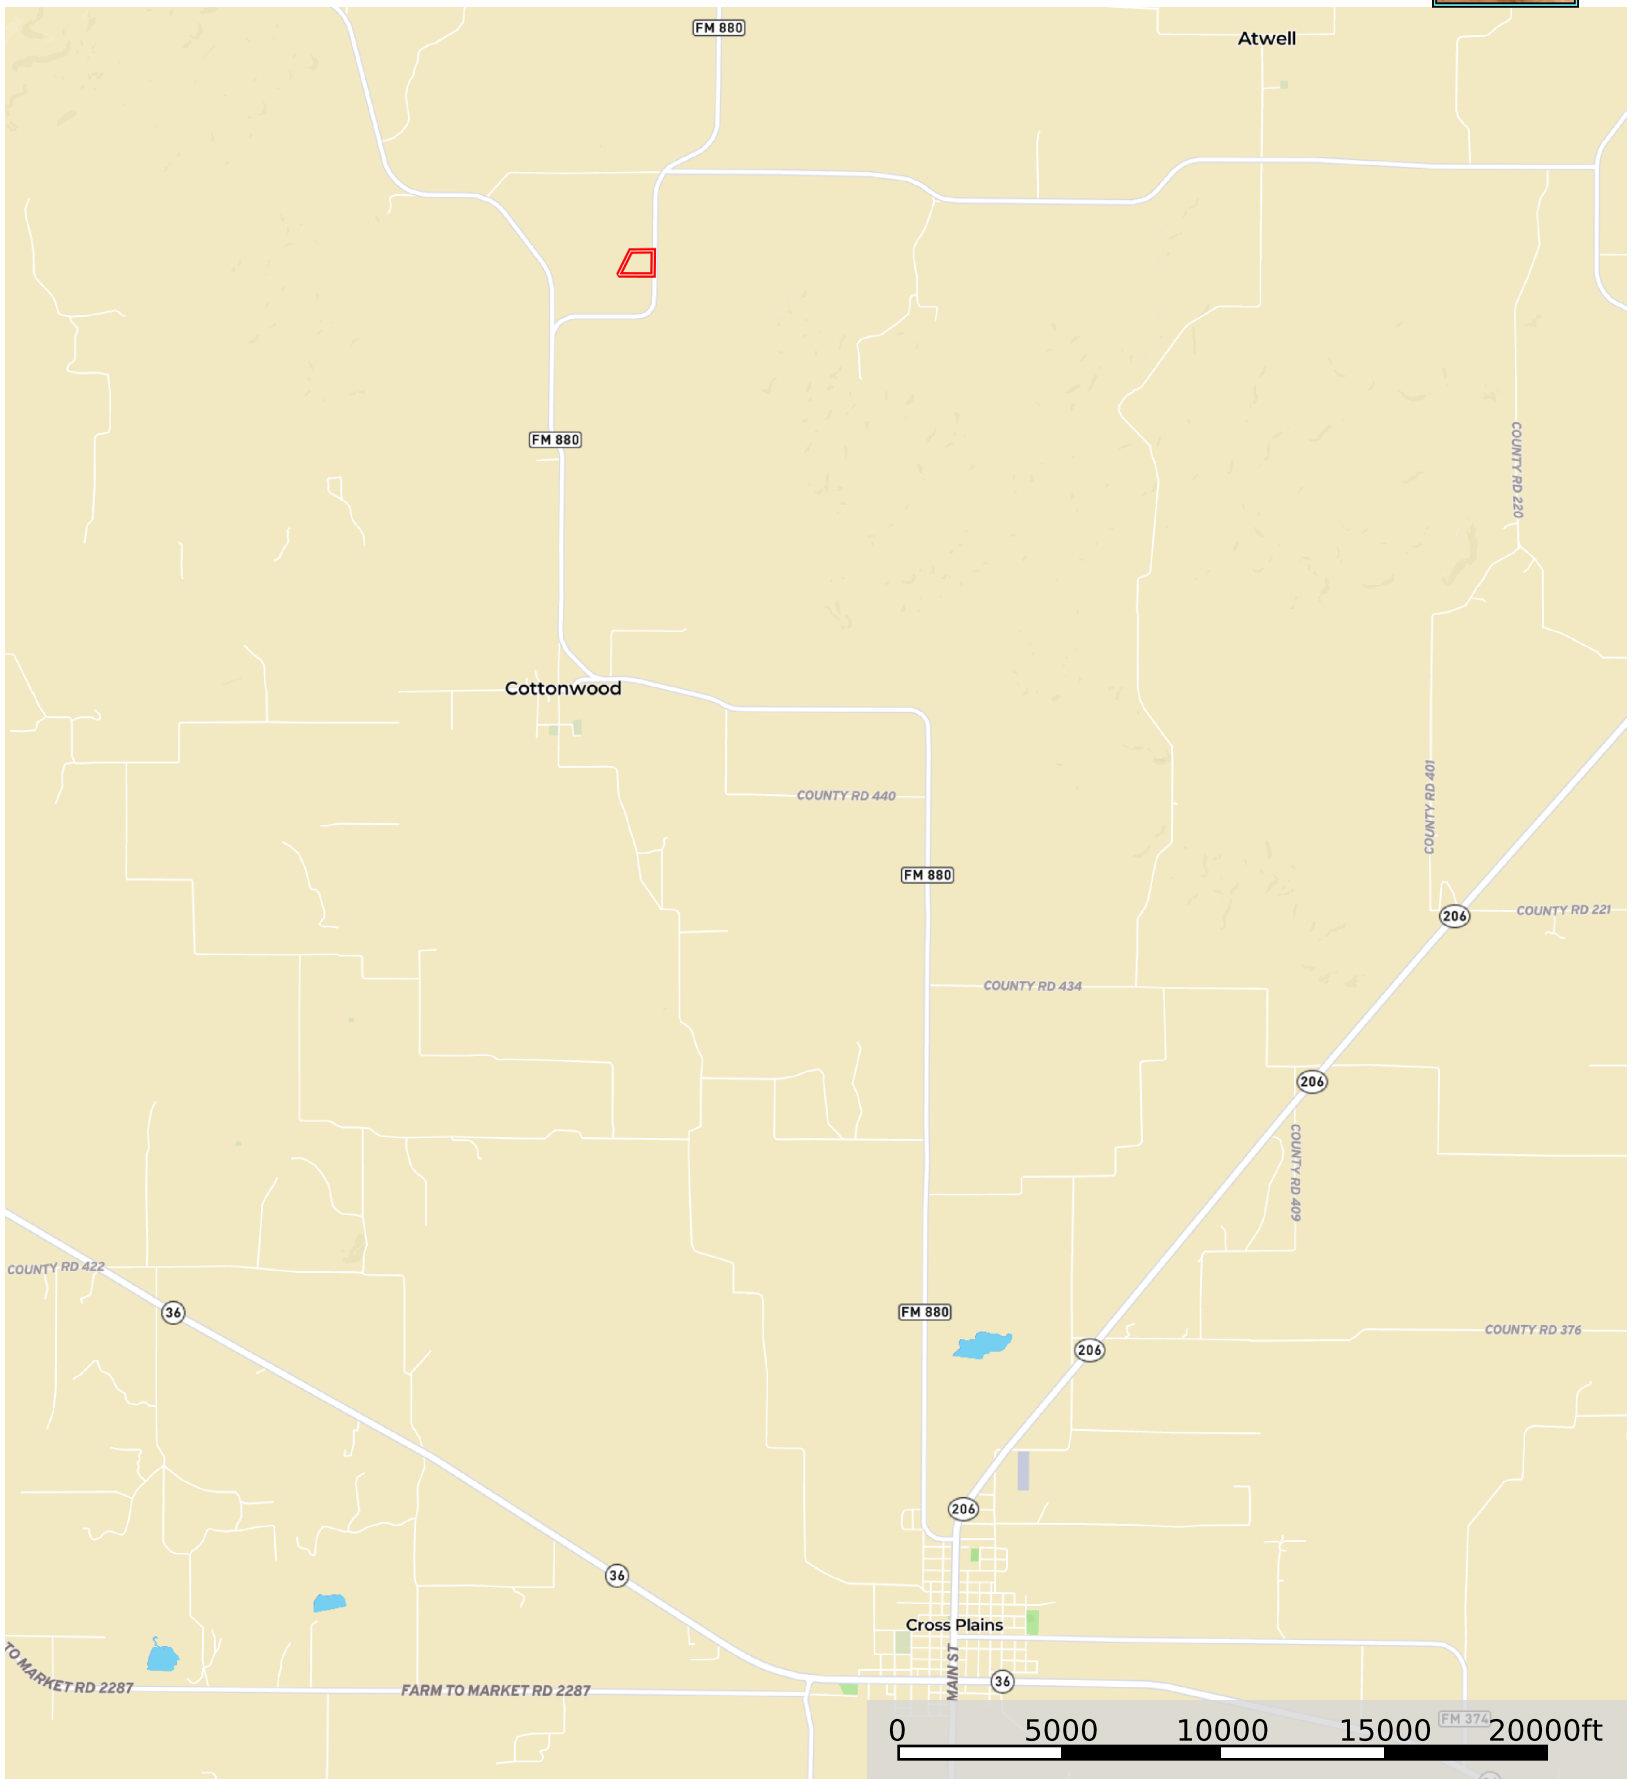 FM 880
Atwell
FM 880
COUNTY RD 220
Cottonwood
COUNTY RD 440
COUNTY RD 401
FM 880
COUNTY RD 221
206
COUNTY RD 434
206
COUNTY RD 409
COUNTY RD 422
36
FM 880
COUNTY RD 376
206
206
36
Cross Plains
TO MARKET RD 2287
FARM TO MARKET RD 2287
MAIN ST
36
FM 374
0 5000 10000 15000 20000ft